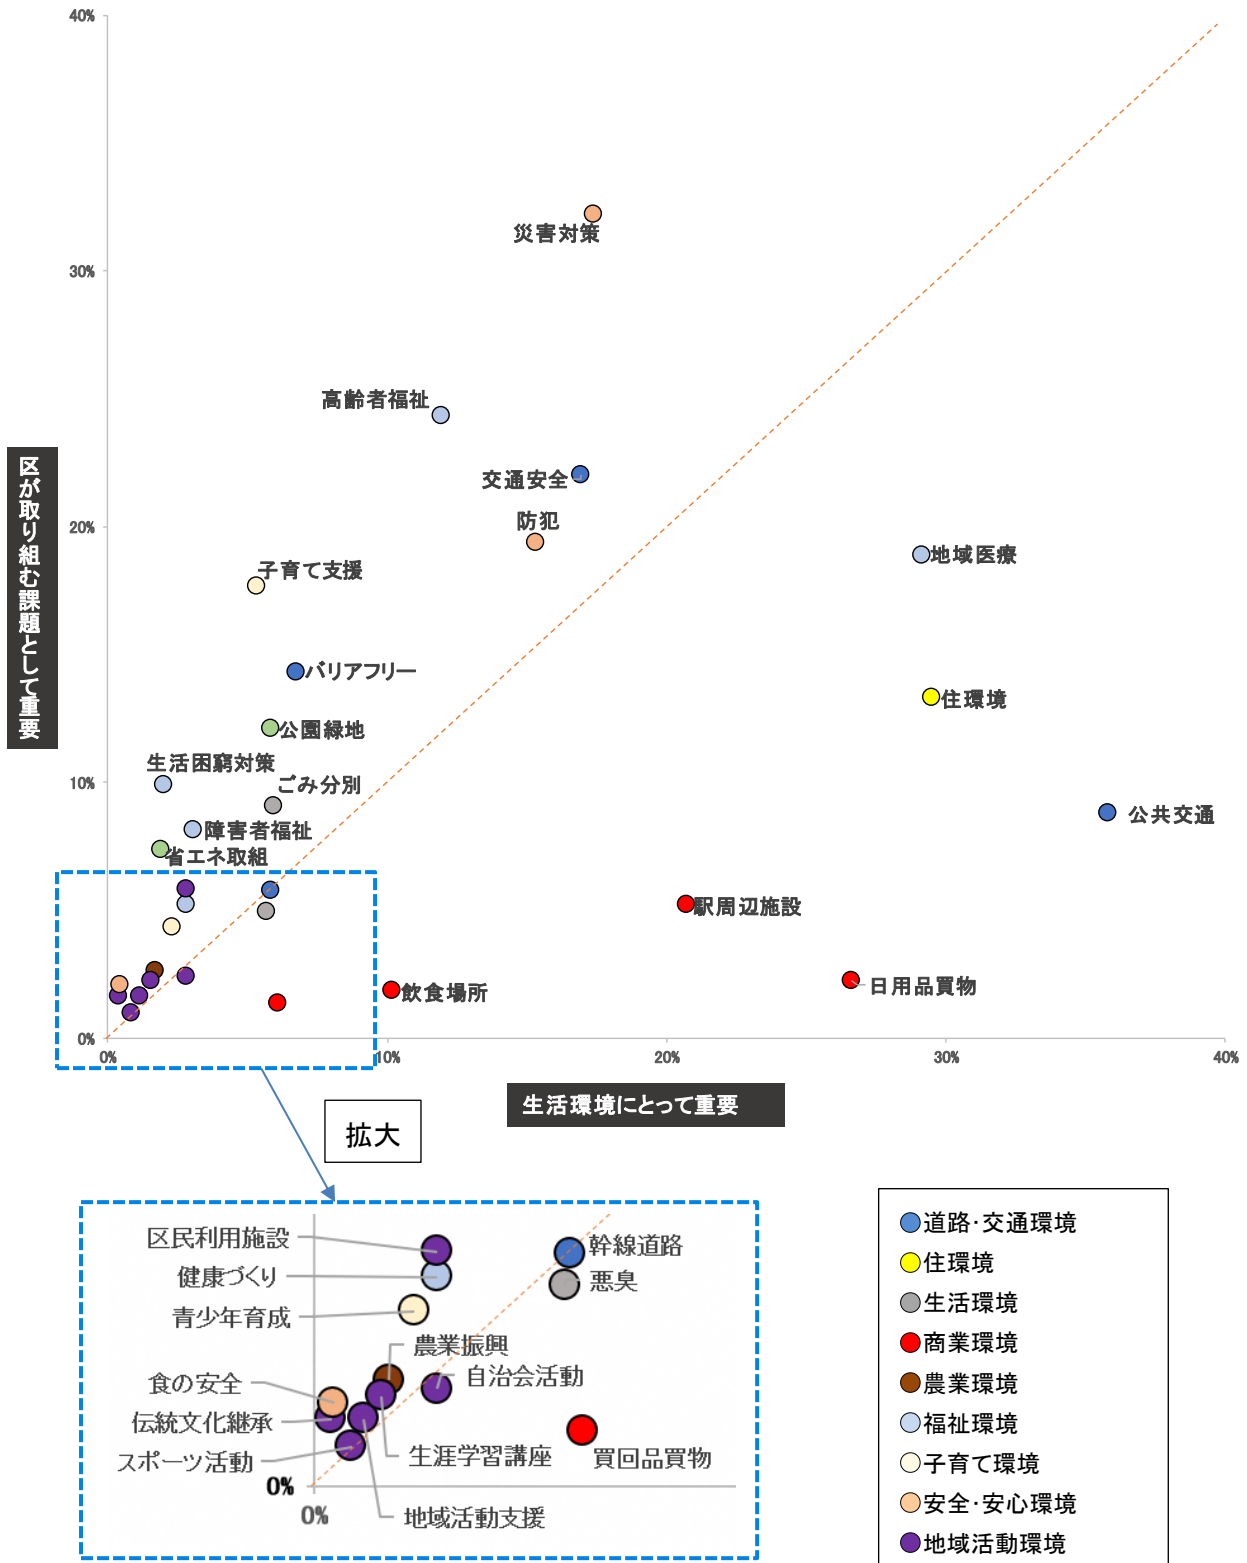 40%
災害対策
30%
高齢者福祉
交通安全
防犯
20%
地域医療
子育て支援
バリアフリー
住環境
公園緑地
生活困窮対策
ごみ分別
10%
公共交通
障害者福祉
省エネ取組
駅周辺施設
日用品買物
飲食場所
0%
0%
10%
20%
30%
40%
区が取り組む課題として重要
生活環境にとって重要
拡大
区民利用施設
幹線道路
健康づくり
悪臭
青少年育成
農業振興
自治会活動
食の安全
伝統文化継承
スポーツ活動
生涯学習講座
買回品買物
0%
0%
地域活動支援
道路・交通環境
住環境
生活環境
商業環境
農業環境
福祉環境
子育て環境
安全・安心環境
地域活動環境